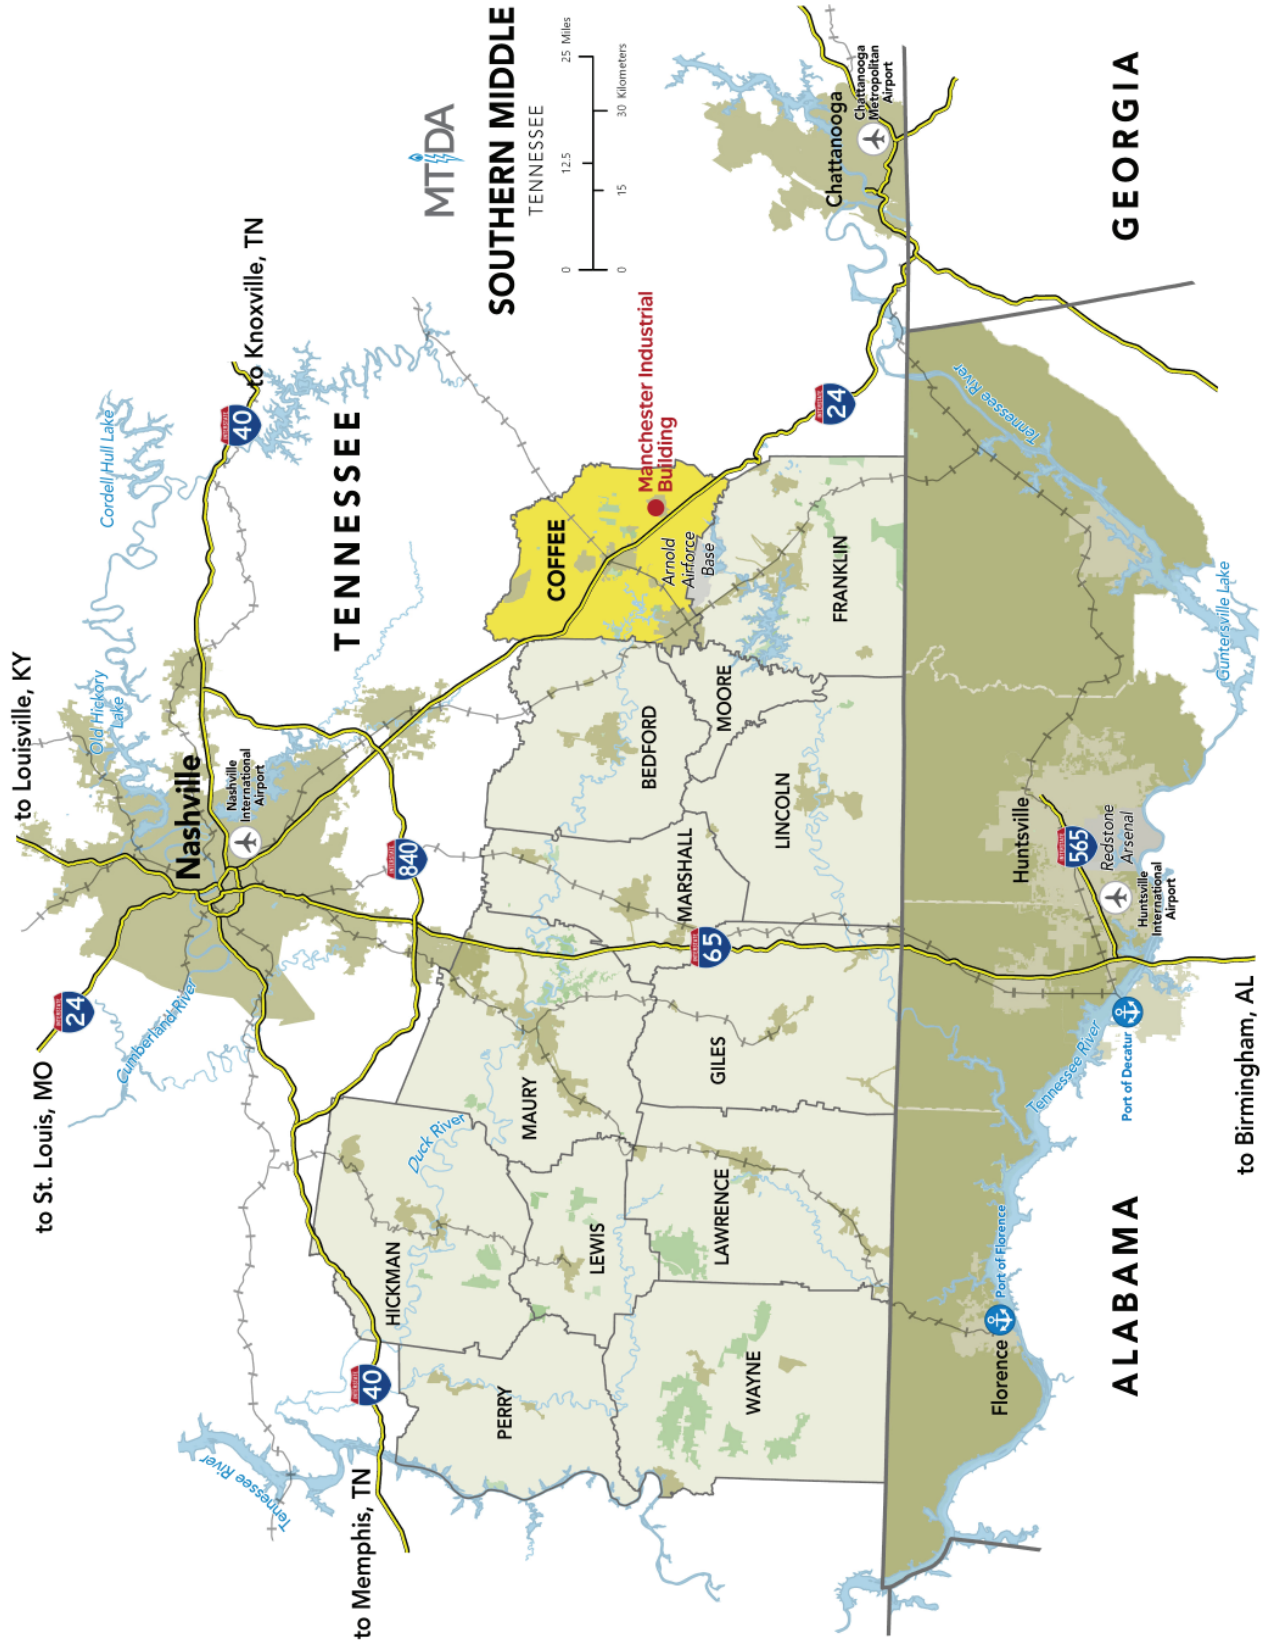 to Louisville, KY
to St. Louis, MO
24
Cumberland River
Nashville
Nashville
International
Airport
Old Hickory
Lake
Cordell Hull Lake
40
to Knoxville, TN
TENNESSEE
840
MTIDA
SOUTHERN MIDDLE
TENNESSEE
0 12.5 25 Miles
0 15 30 Kilometers
Tennessee River
to Memphis, TN
40
HICKMAN
Duck River
PERRY
MAURY
LEWIS
WAYNE
LAWRENCE
GILES
65
MARSHALL
BEDFORD
MOORE
LINCOLN
COFFEE
Manchester Industrial
Building
Arnold
Airforce
Base
FRANKLIN
24
Chattanooga
Chattanooga
Metropolitan
Airport
GEORGIA
Tennessee River
Guntersville Lake
Huntsville
565
Redstone
Arsenal
Huntsville
International
Airport
Port of Decatur
Tennessee River
Port of Florence
Florence
ALABAMA
to Birmingham, AL